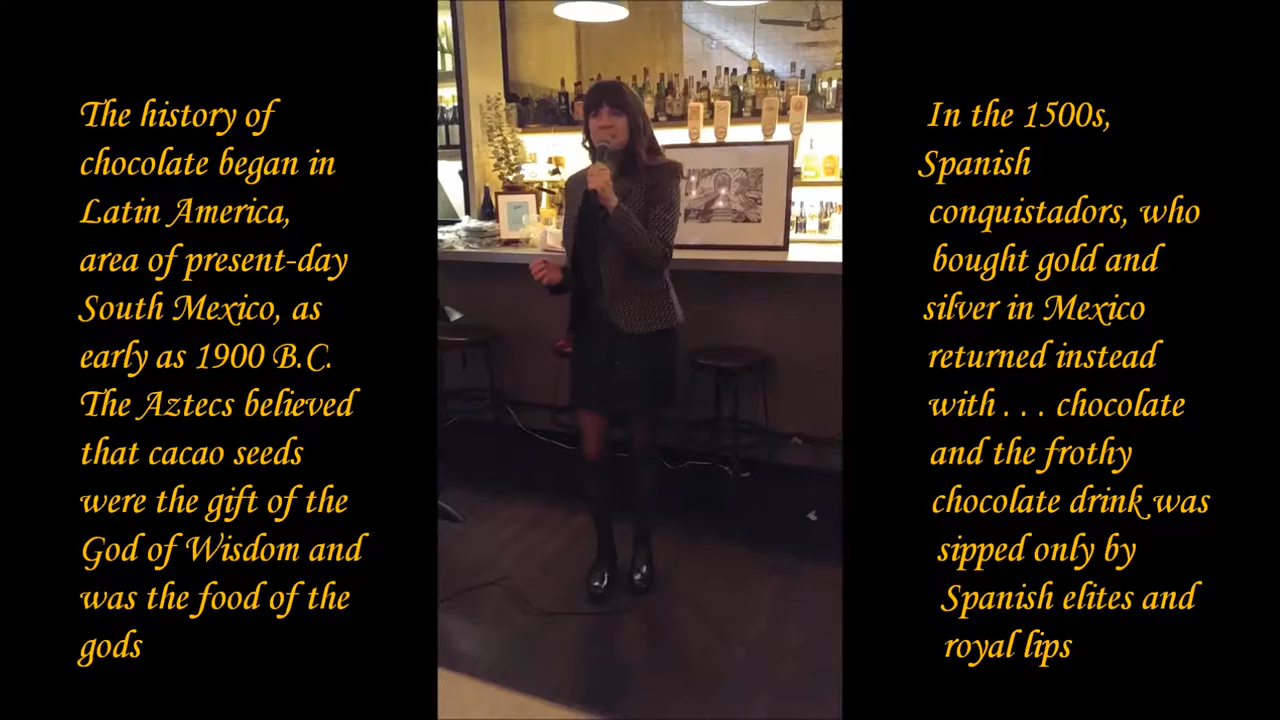 The history of
chocolate began in
Latin America,
area of present-day
South Mexico, as
early as 1900 B.C.
The Aztecs believed
that cacao seeds
were the gift of the
God of Wisdom and
was the food of the
gods
In the 1500s,
Spanish
conquistadors, who
bought gold and
silver in Mexico
returned instead
with . . . chocolate
and the frothy
chocolate drink was
sipped only by
Spanish elites and
royal lips